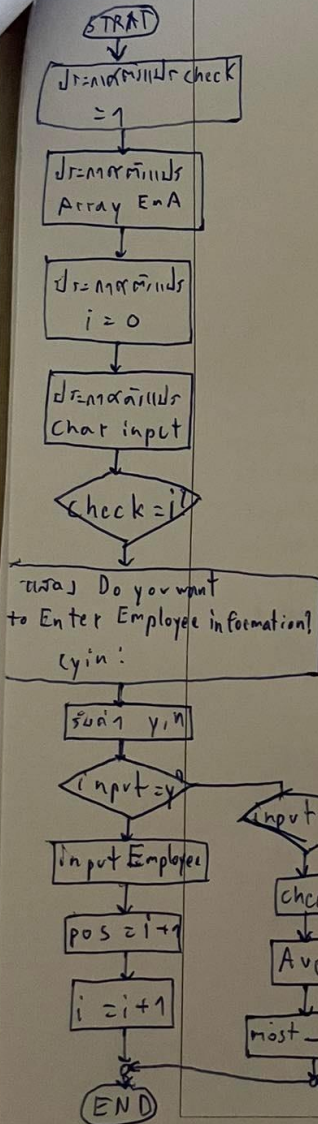 STRAT
ประกาศตัวแปร check
=1
ประกาศตัวแปร
Array EmA
ประกาศตัวแปร
i = 0
ประกาศตัวแปร
Char input
check = i?
แสดง Do you want
to Enter Employee information?
(yin:
รับค่า y,n
input = y?
input
input Employee
pos = i+1
i = i+1
most_
END